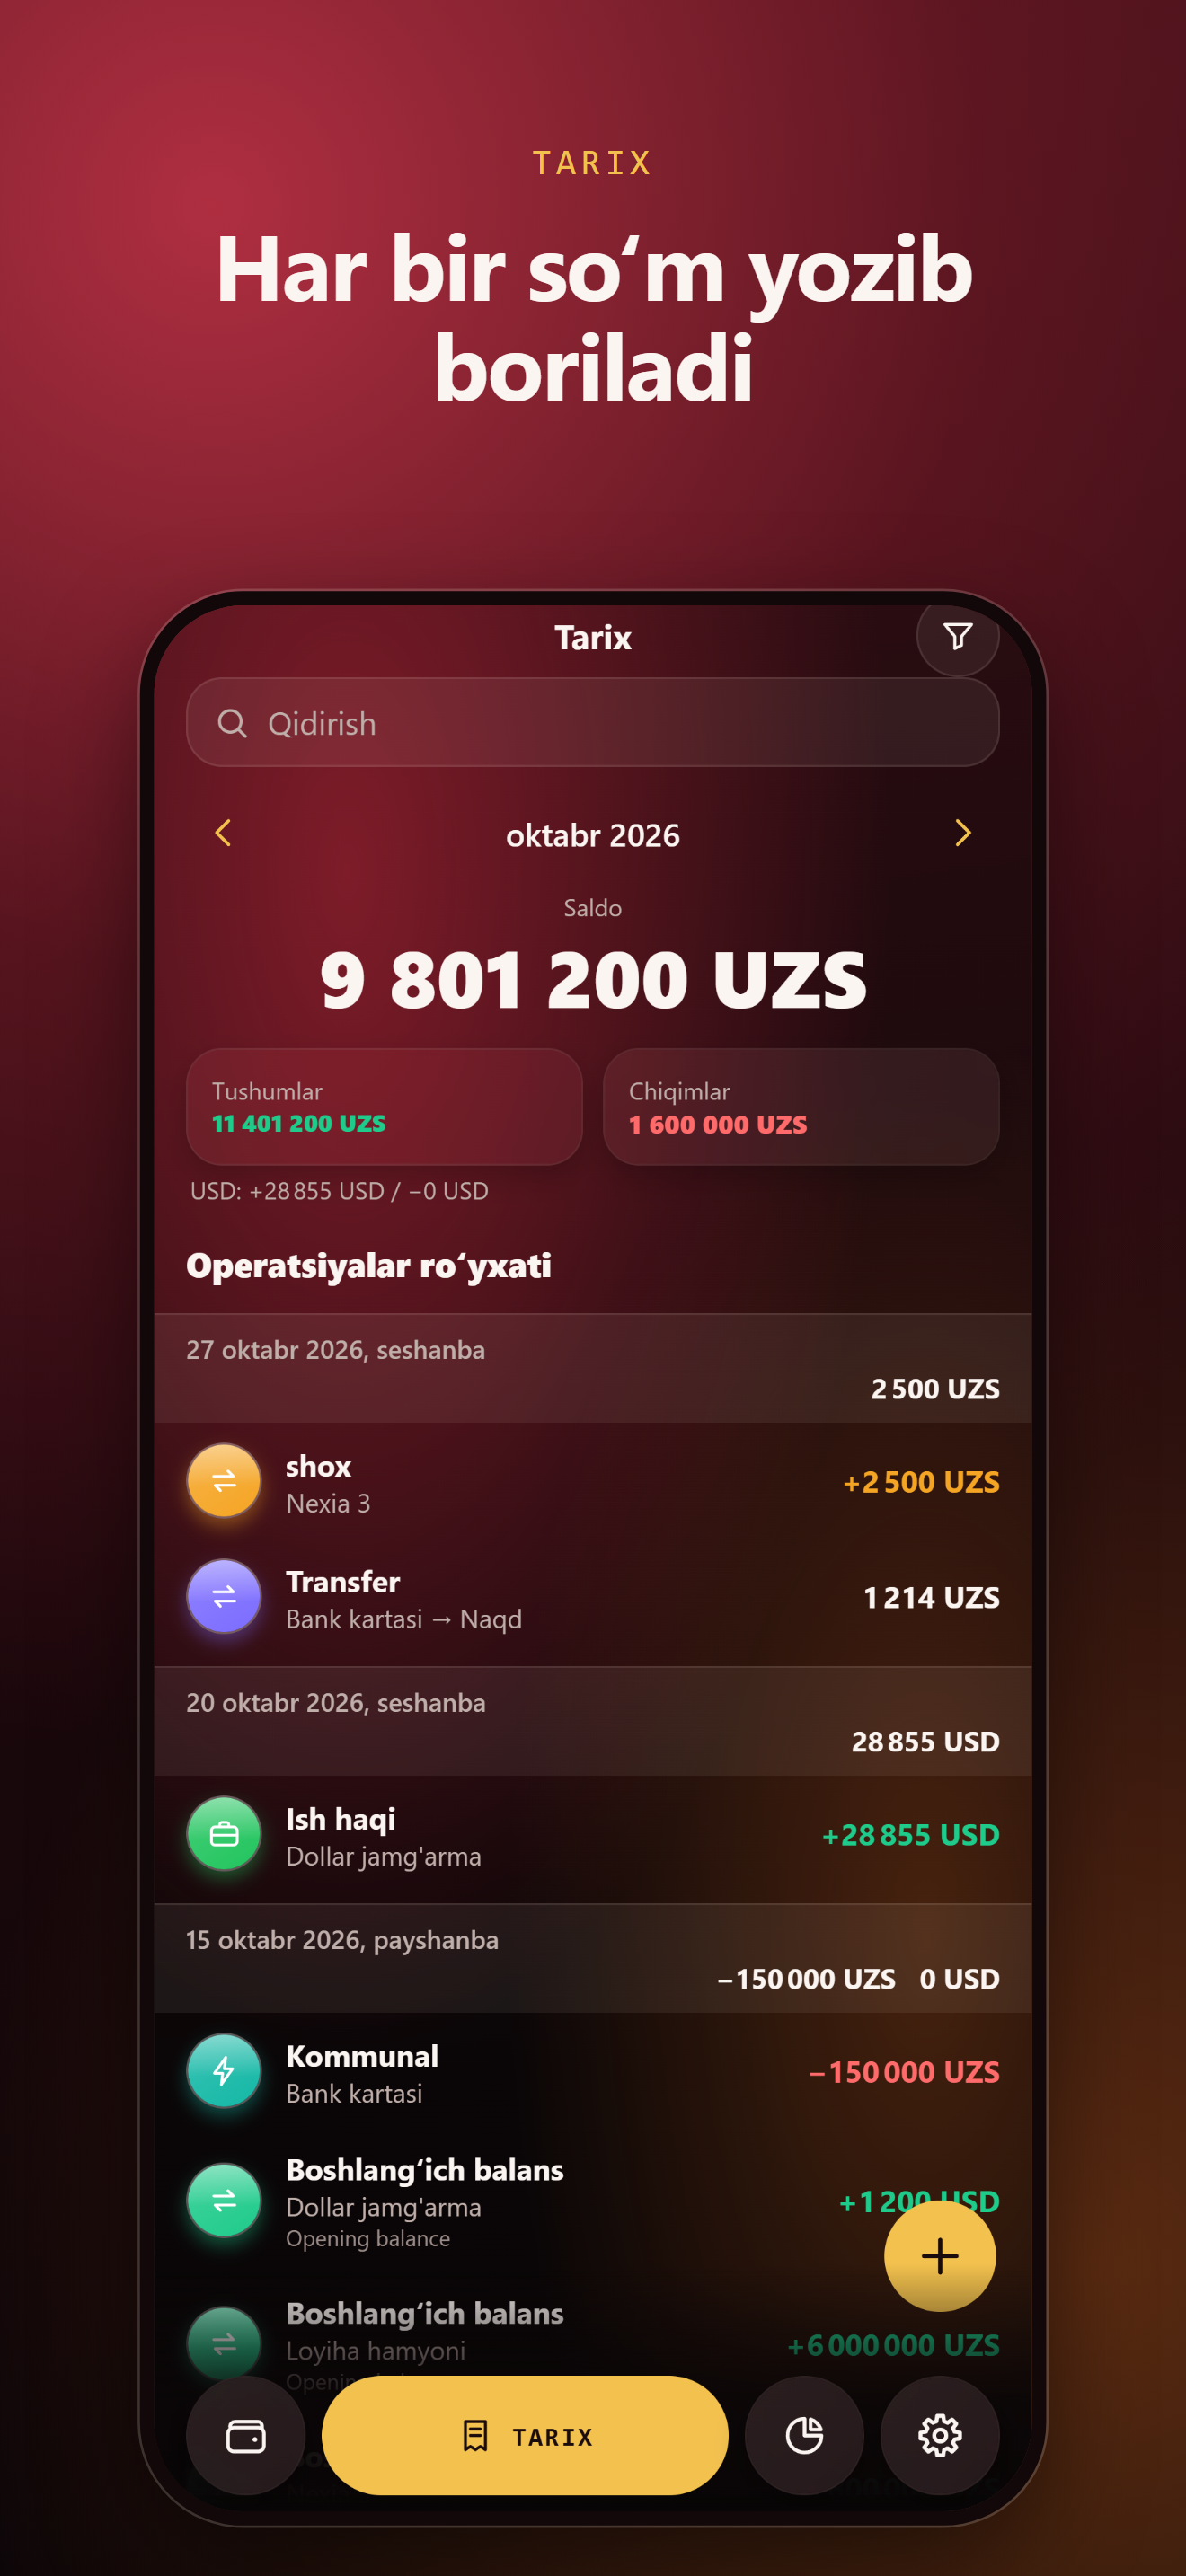 TARIX
Har bir so‘m yozib
boriladi
Tarix
Qidirish
oktabr 2026
Saldo
9 801 200 UZS
Tushumlar
11 401 200 UZS
Chiqimlar
1 600 000 UZS
USD: +28 855 USD / −0 USD
Operatsiyalar ro‘yxati
27 oktabr 2026, seshanba
2 500 UZS
shox
+2 500 UZS
Nexia 3
Transfer
1 214 UZS
Bank kartasi → Naqd
20 oktabr 2026, seshanba
28 855 USD
Ish haqi
+28 855 USD
Dollar jamg'arma
15 oktabr 2026, payshanba
−150 000 UZS 0 USD
Kommunal
−150 000 UZS
Bank kartasi
Boshlang‘ich balans
+1 200 USD
Dollar jamg'arma
Opening balance
Boshlang‘ich balans
+6 000 000 UZS
Loyiha hamyoni
TARIX